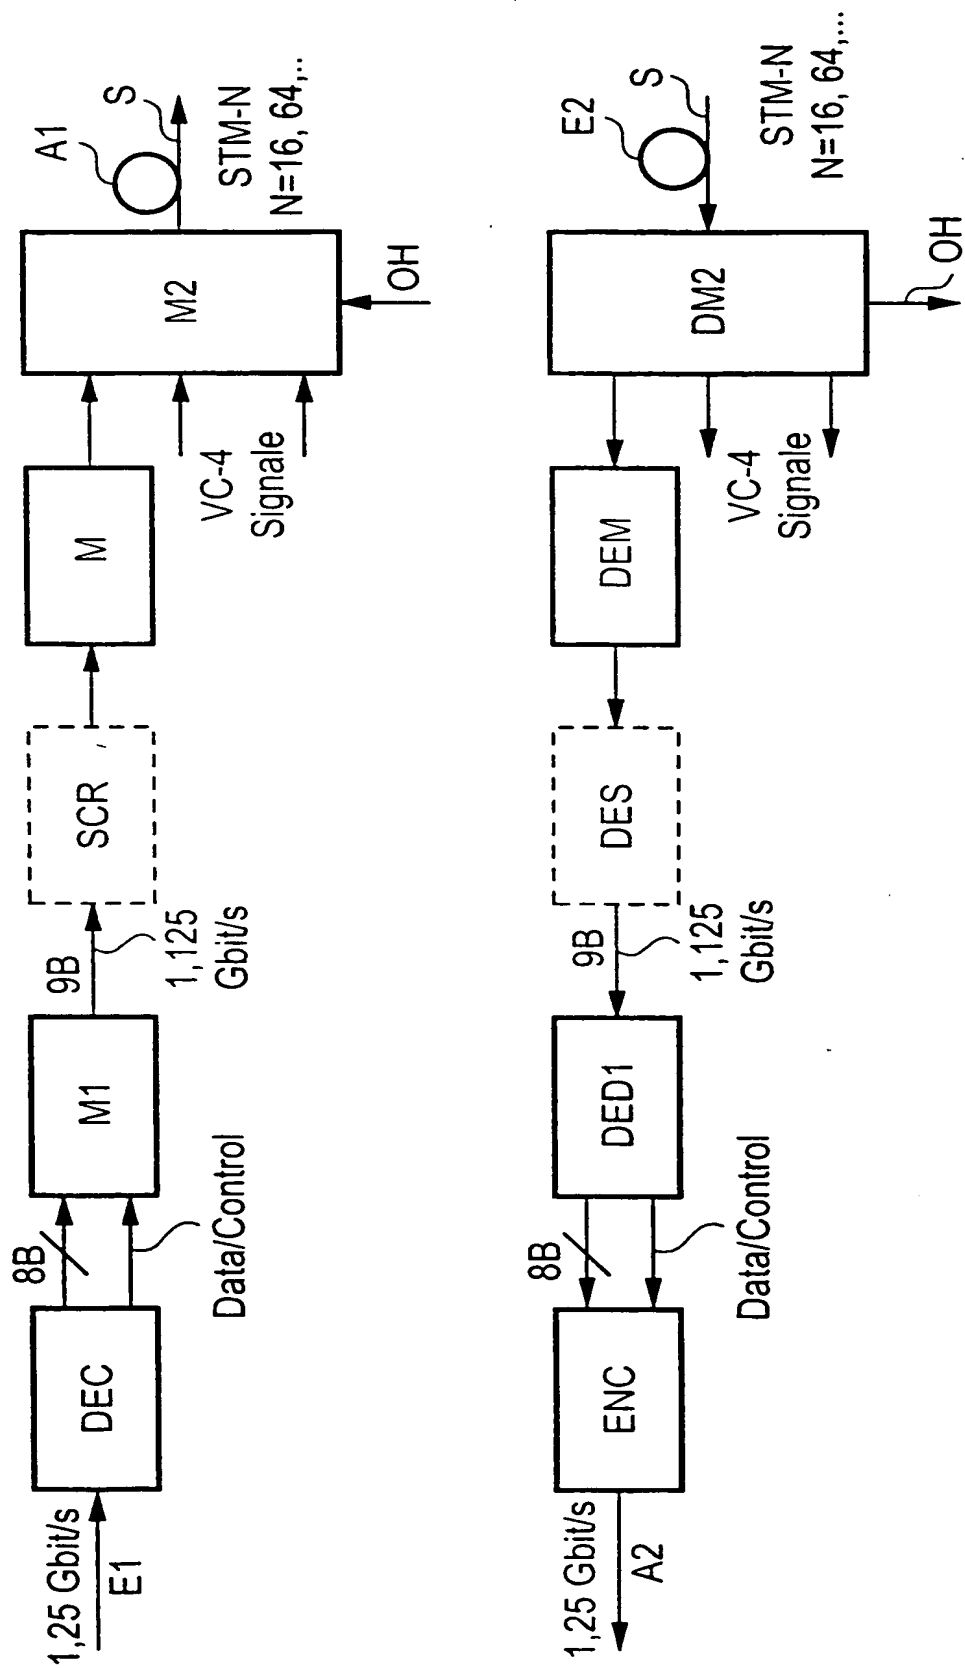 1,25 Gbit/s
E1
DEC
8B
Data/Control
M1
9B
1,125
Gbit/s
SCR
M
VC-4
Signale
M2
OH
A1
S
STM-N
N=16, 64,..
1,25 Gbit/s
A2
ENC
8B
Data/Control
DED1
9B
1,125
Gbit/s
DES
DEM
VC-4
Signale
DM2
OH
E2
S
STM-N
N=16, 64,...